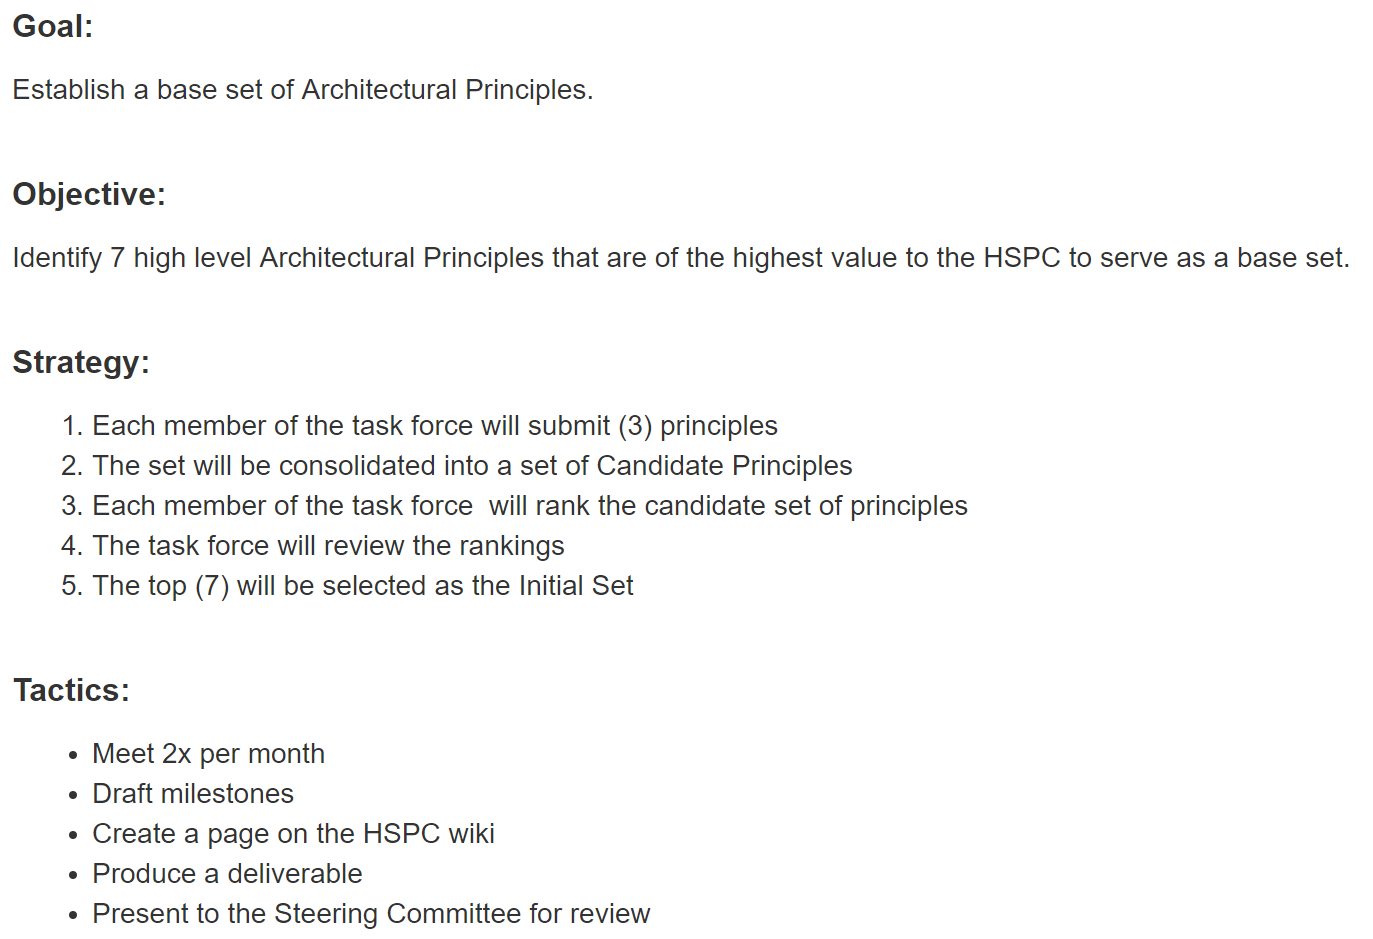 Goal:
Establish a base set of Architectural Principles.
Objective:
Identify 7 high level Architectural Principles that are of the highest value to the HSPC to serve as a base set.
Strategy:
1. Each member of the task force will submit (3) principles
2. The set will be consolidated into a set of Candidate Principles
3. Each member of the task force  will rank the candidate set of principles
4. The task force will review the rankings
5. The top (7) will be selected as the Initial Set
Tactics:
• Meet 2x per month
• Draft milestones
• Create a page on the HSPC wiki
• Produce a deliverable
• Present to the Steering Committee for review